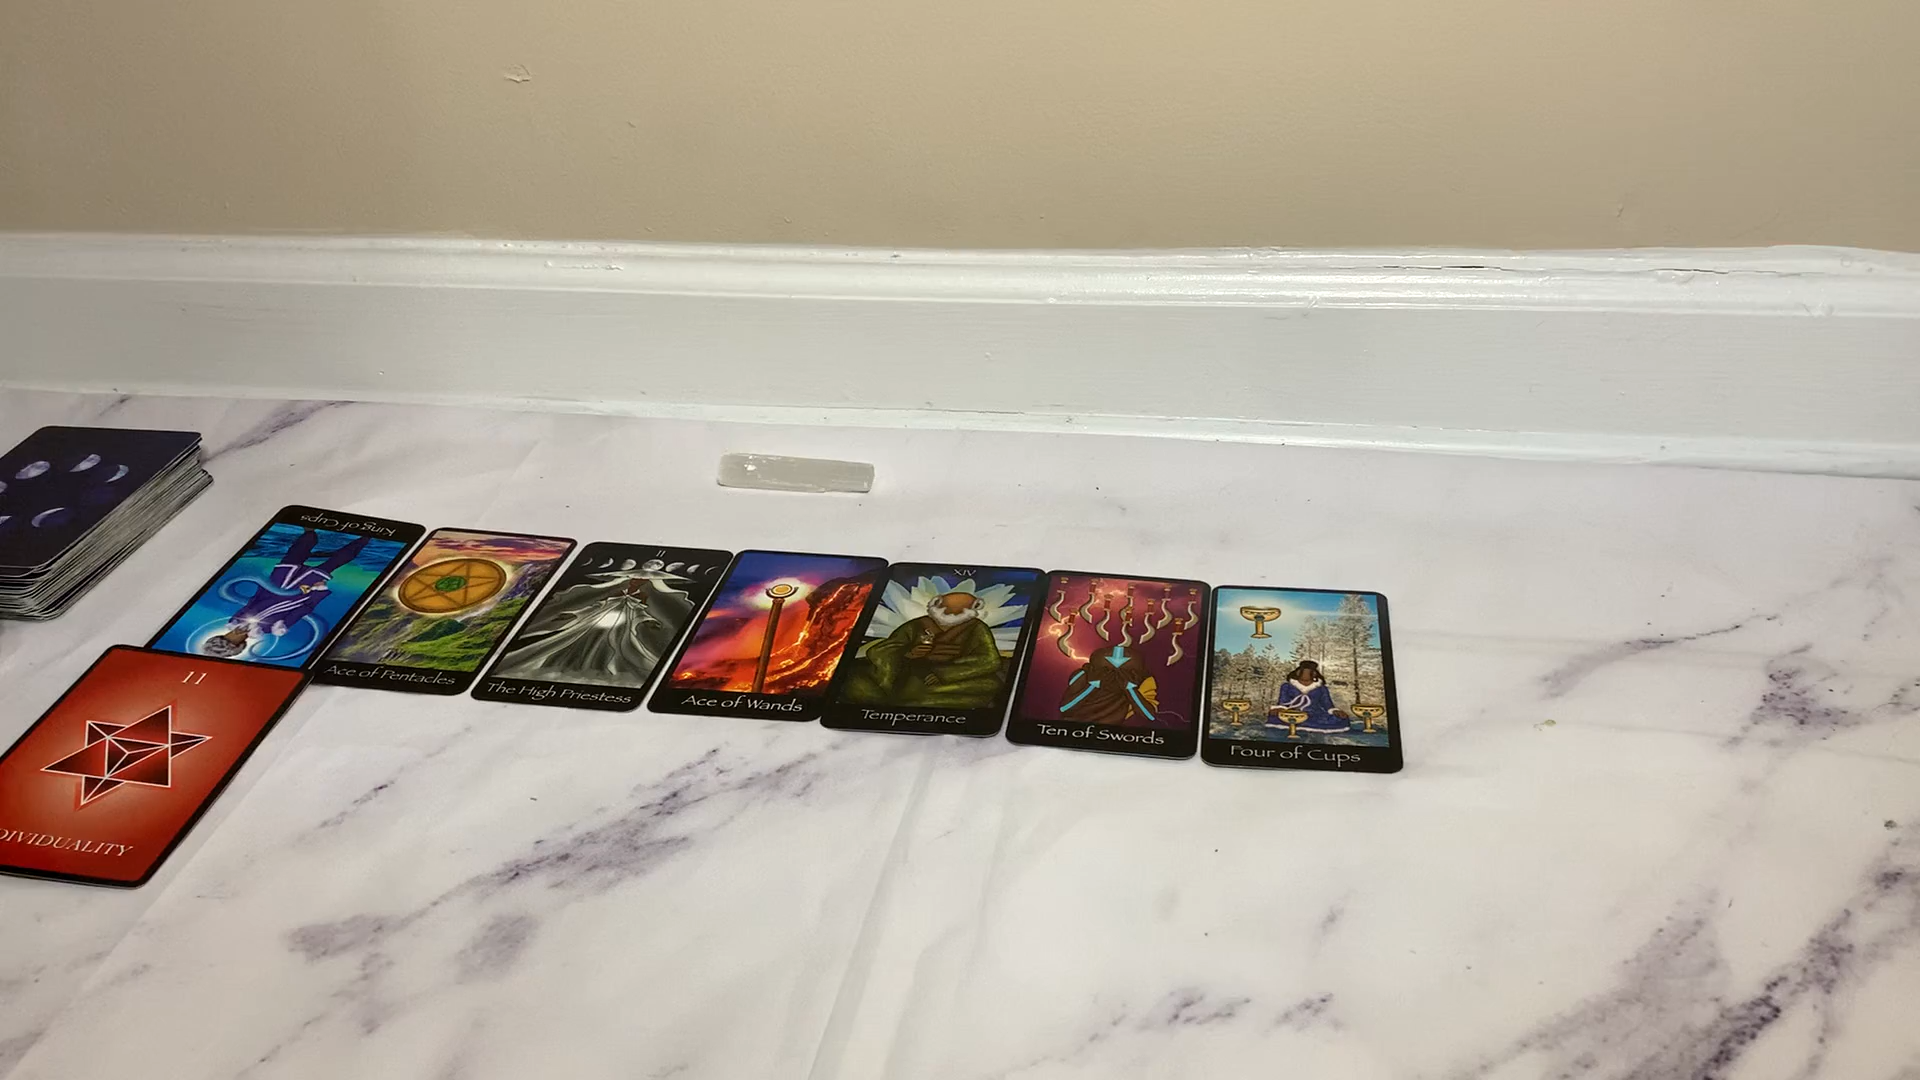 King of Cups
Ace of Pentacles
II
The High Priestess
Ace of Wands
XIV
Temperance
Ten of Swords
Four of Cups
11
DIVIDUALITY